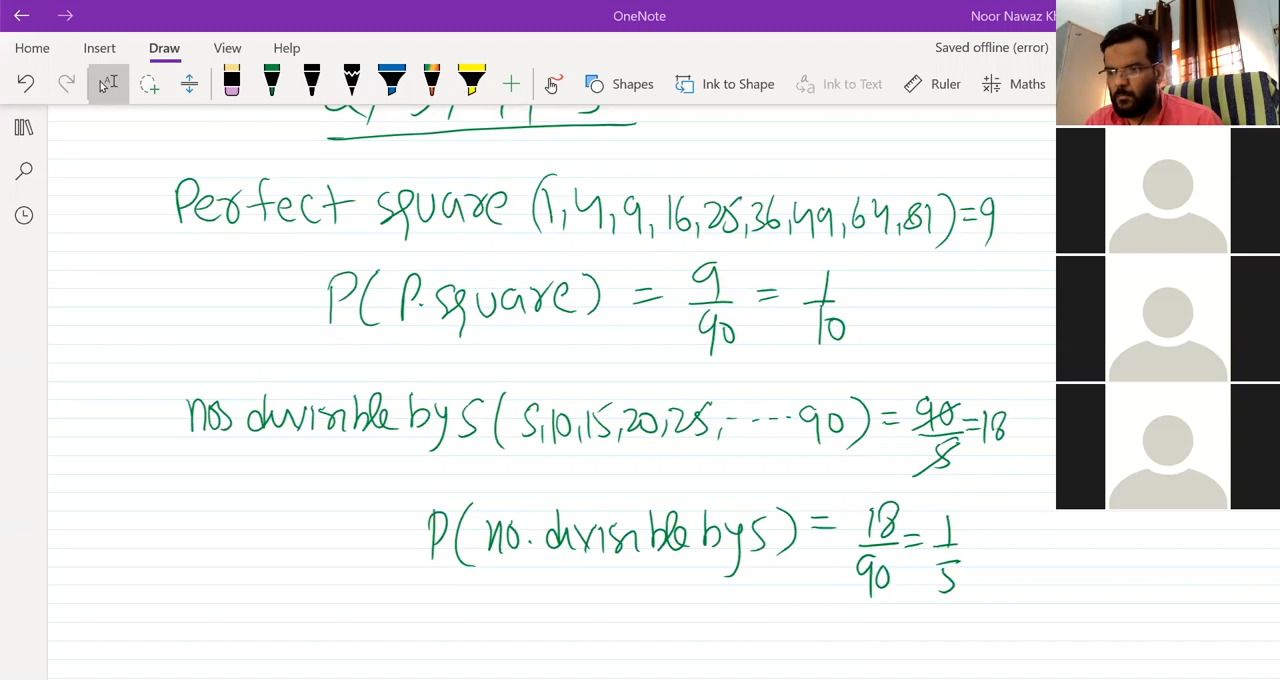 OneNote
Noor Nawaz Kh
Home Insert Draw View Help
Saved offline (error)
Shapes Ink to Shape Ink to Text Ruler Maths
Perfect square (1,4,9,16,25,36,49,64,81)=9
P(P.square) = 9/90 = 1/10
nos divisible by 5 (5,10,15,20,25,-----90) = 90/5=18
P(no. divisible by 5) = 18/90=1/5